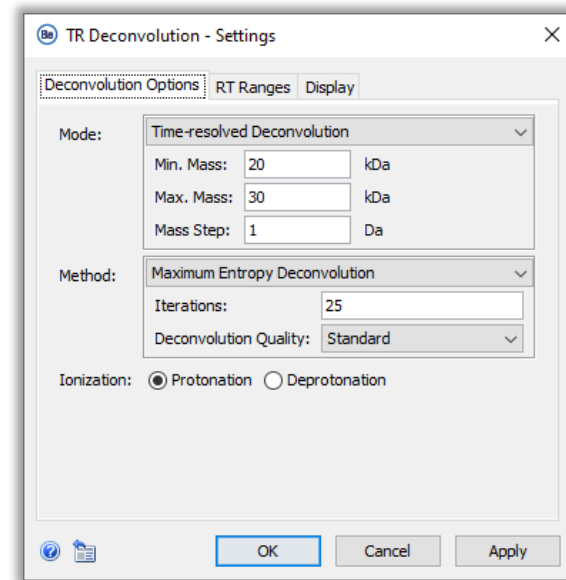 Be TR Deconvolution - Settings
Deconvolution Options RT Ranges Display
Mode: Time-resolved Deconvolution
Min. Mass: 20 kDa
Max. Mass: 30 kDa
Mass Step: 1 Da
Method: Maximum Entropy Deconvolution
Iterations: 25
Deconvolution Quality: Standard
Ionization: Protonation Deprotonation
? OK Cancel Apply